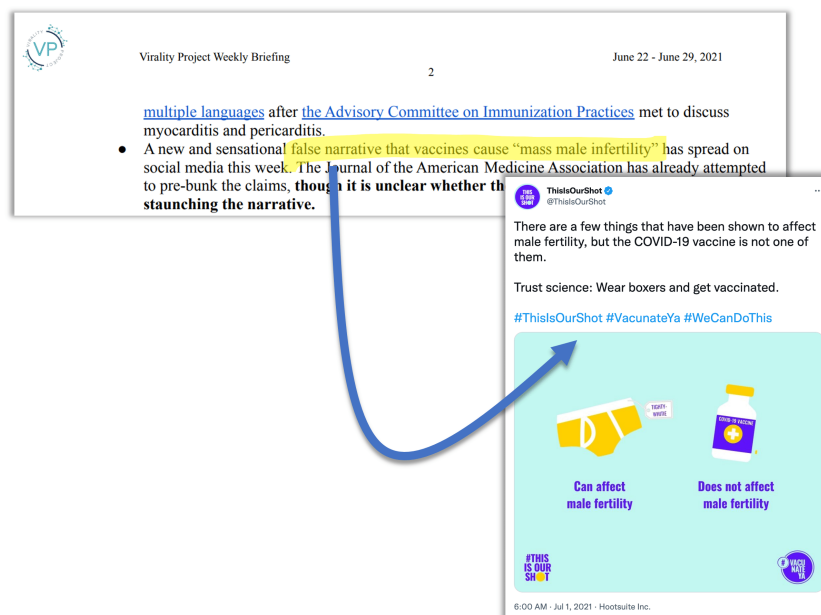 VP
Virality Project Weekly Briefing
June 22 - June 29, 2021
2
multiple languages after the Advisory Committee on Immunization Practices met to discuss
myocarditis and pericarditis.
● A new and sensational false narrative that vaccines cause “mass male infertility” has spread on
social media this week. The Journal of the American Medicine Association has already attempted
to pre-bunk the claims, though it is unclear whether th
staunching the narrative.
THIS
IS OUR
SHOT
ThisIsOurShot
@ThisIsOurShot
There are a few things that have been shown to affect
male fertility, but the COVID-19 vaccine is not one of
them.
Trust science: Wear boxers and get vaccinated.
#ThisIsOurShot #VacunateYa #WeCanDoThis
TIGHTY-
WHITIE
COVID-19 VACCINE
Can affect
male fertility
Does not affect
male fertility
#THIS
IS OUR
SHOT
#VACU
NATE
YA
6:00 AM · Jul 1, 2021 · Hootsuite Inc.